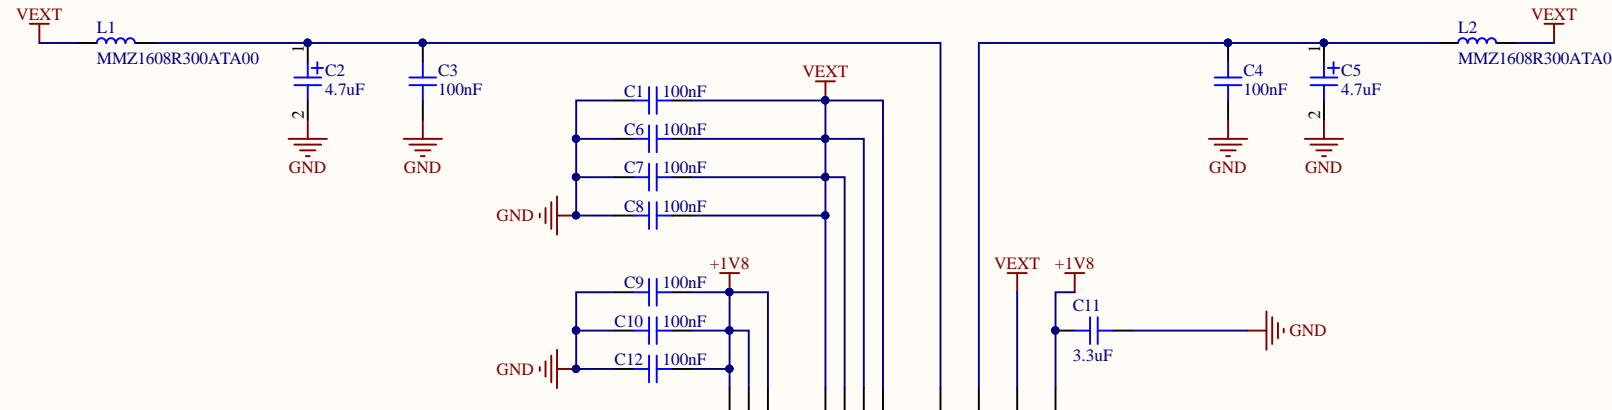 VEXT
L1
MMZ1608R300ATA00
1
C2
4.7uF
2
GND
C3
100nF
GND
VEXT
C1 100nF
C6 100nF
C7 100nF
GND
C8 100nF
+1V8
C9 100nF
C10 100nF
GND
C12 100nF
VEXT
L2
MMZ1608R300ATA0
C4
100nF
GND
1
C5
4.7uF
2
GND
VEXT
+1V8
C11
3.3uF
GND